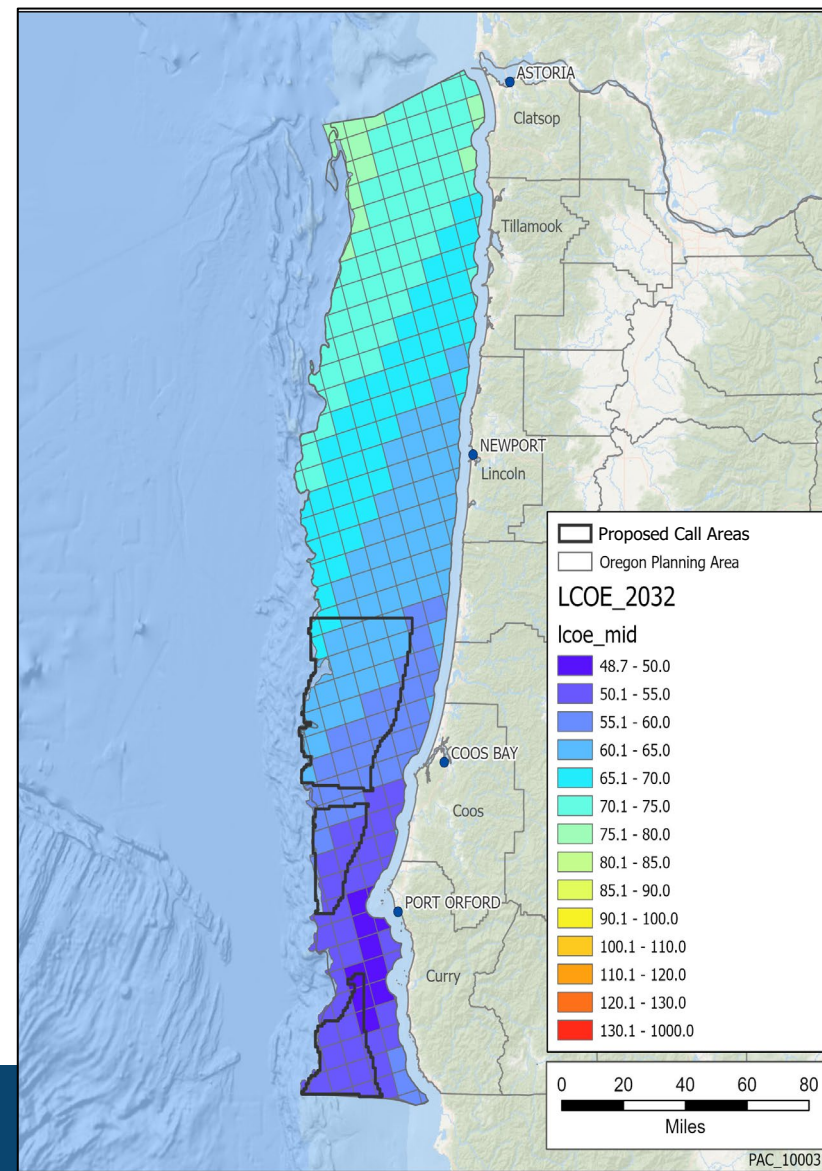 ASTORIA
Clatsop
Tillamook
NEWPORT
Lincoln
Proposed Call Areas
Oregon Planning Area
LCOE_2032
lcoe_mid
48.7 - 50.0
50.1 - 55.0
55.1 - 60.0
60.1 - 65.0
65.1 - 70.0
70.1 - 75.0
75.1 - 80.0
80.1 - 85.0
85.1 - 90.0
90.1 - 100.0
100.1 - 110.0
110.1 - 120.0
120.1 - 130.0
130.1 - 1000.0
COOS BAY
Coos
PORT ORFORD
Curry
0 20 40 60 80
Miles
PAC_10003